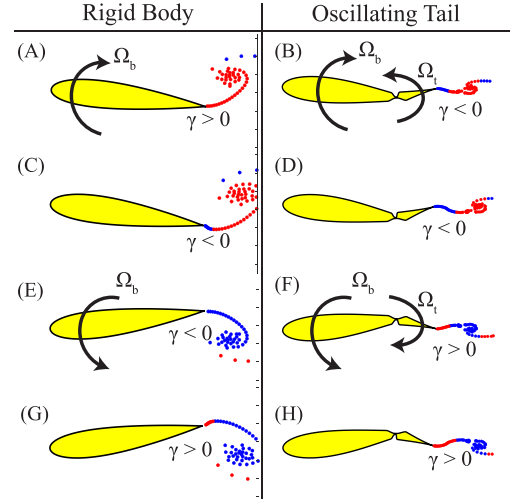 Rigid Body
Oscillating Tail
(A)
Ω_b
γ > 0
(B)
Ω_b
Ω_t
γ < 0
(C)
γ < 0
(D)
γ < 0
(E)
Ω_b
γ < 0
(F)
Ω_b
Ω_t
γ > 0
(G)
γ > 0
(H)
γ > 0